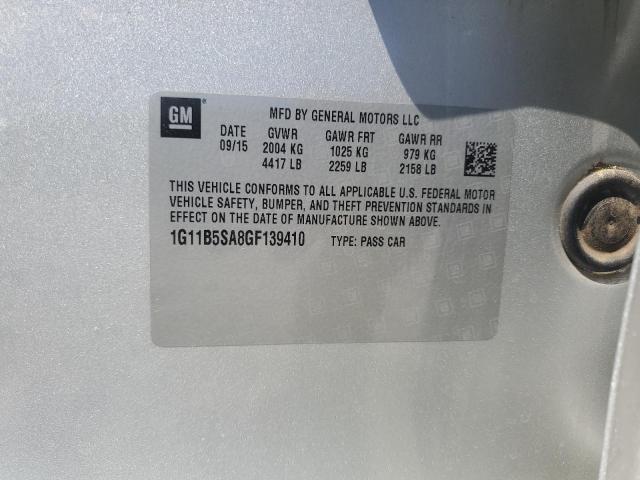 GM
MFD BY GENERAL MOTORS LLC
DATE GVWR GAWR FRT GAWR RR
09/15 2004 KG 1025 KG 979 KG
4417 LB 2259 LB 2158 LB
THIS VEHICLE CONFORMS TO ALL APPLICABLE U.S. FEDERAL MOTOR
VEHICLE SAFETY, BUMPER, AND THEFT PREVENTION STANDARDS IN
EFFECT ON THE DATE OF MANUFACTURE SHOWN ABOVE.
1G11B5SA8GF139410 TYPE: PASS CAR